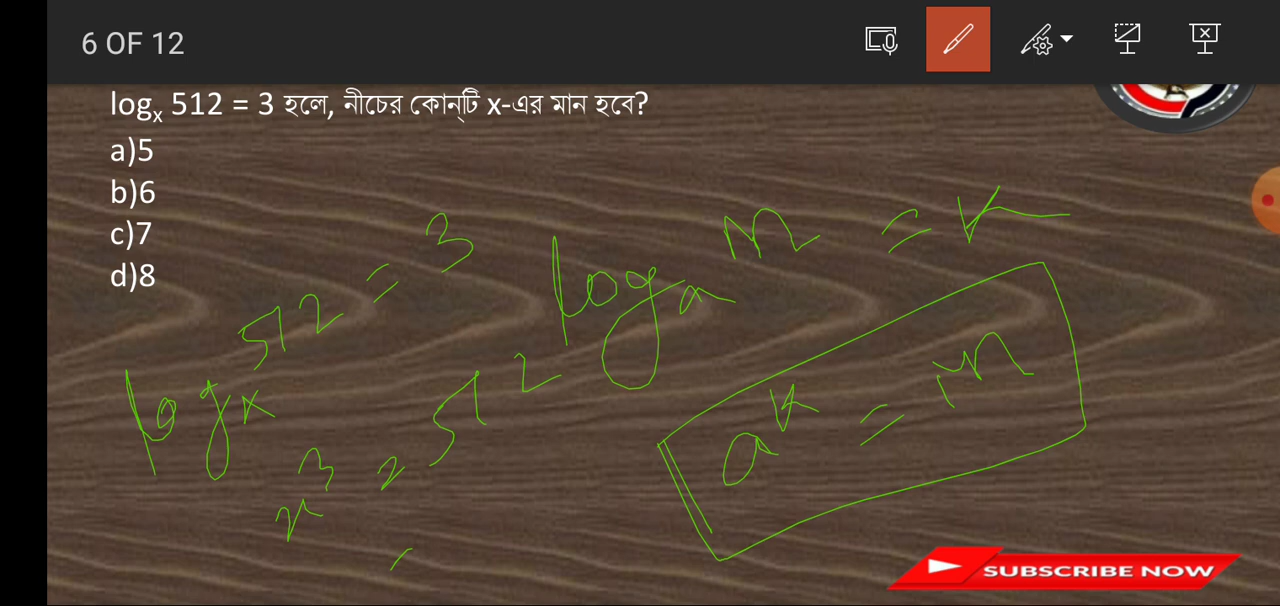 6 OF 12
logₓ 512 = 3 হলে, নীচের কোন্‌টি x-এর মান হবে?
a)5
b)6
c)7
d)8
logₓ 512 = 3
x³ = 512
=
logₐ m = K
aᴷ = m
SUBSCRIBE NOW